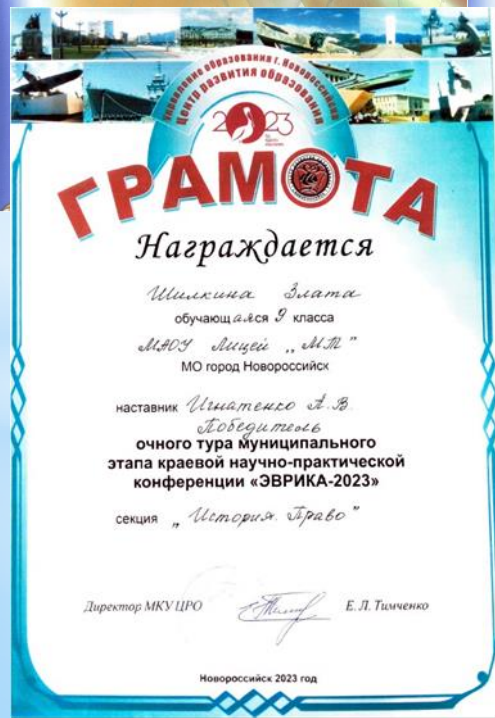 Управление образования г. Новороссийск
Центр развития образования
2023
ГРАМОТА
Награждается
Шилкина Злата
обучающаяся 9 класса
МАОУ Лицей „МТ”
МО город Новороссийск
наставник Игнатенко А.В.
Победитель
очного тура муниципального
этапа краевой научно-практической
конференции «ЭВРИКА-2023»
секция „История. Право”
Директор МКУ ЦРО Е. Л. Тимченко
Новороссийск 2023 год